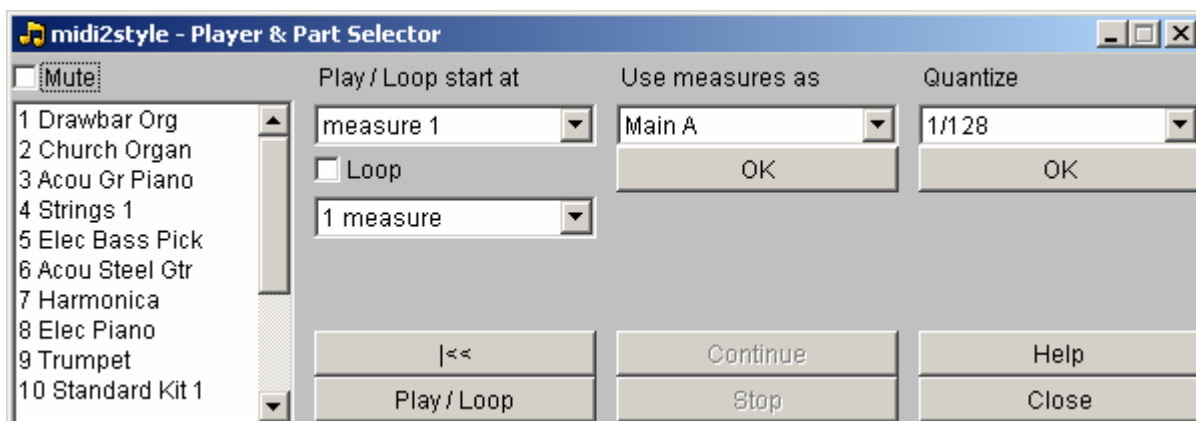 midi2style - Player & Part Selector
Mute
1 Drawbar Org
2 Church Organ
3 Acou Gr Piano
4 Strings 1
5 Elec Bass Pick
6 Acou Steel Gtr
7 Harmonica
8 Elec Piano
9 Trumpet
10 Standard Kit 1
Play / Loop start at
measure 1
Loop
1 measure
|<<
Play / Loop
Use measures as
Main A
OK
Continue
Stop
Quantize
1/128
OK
Help
Close